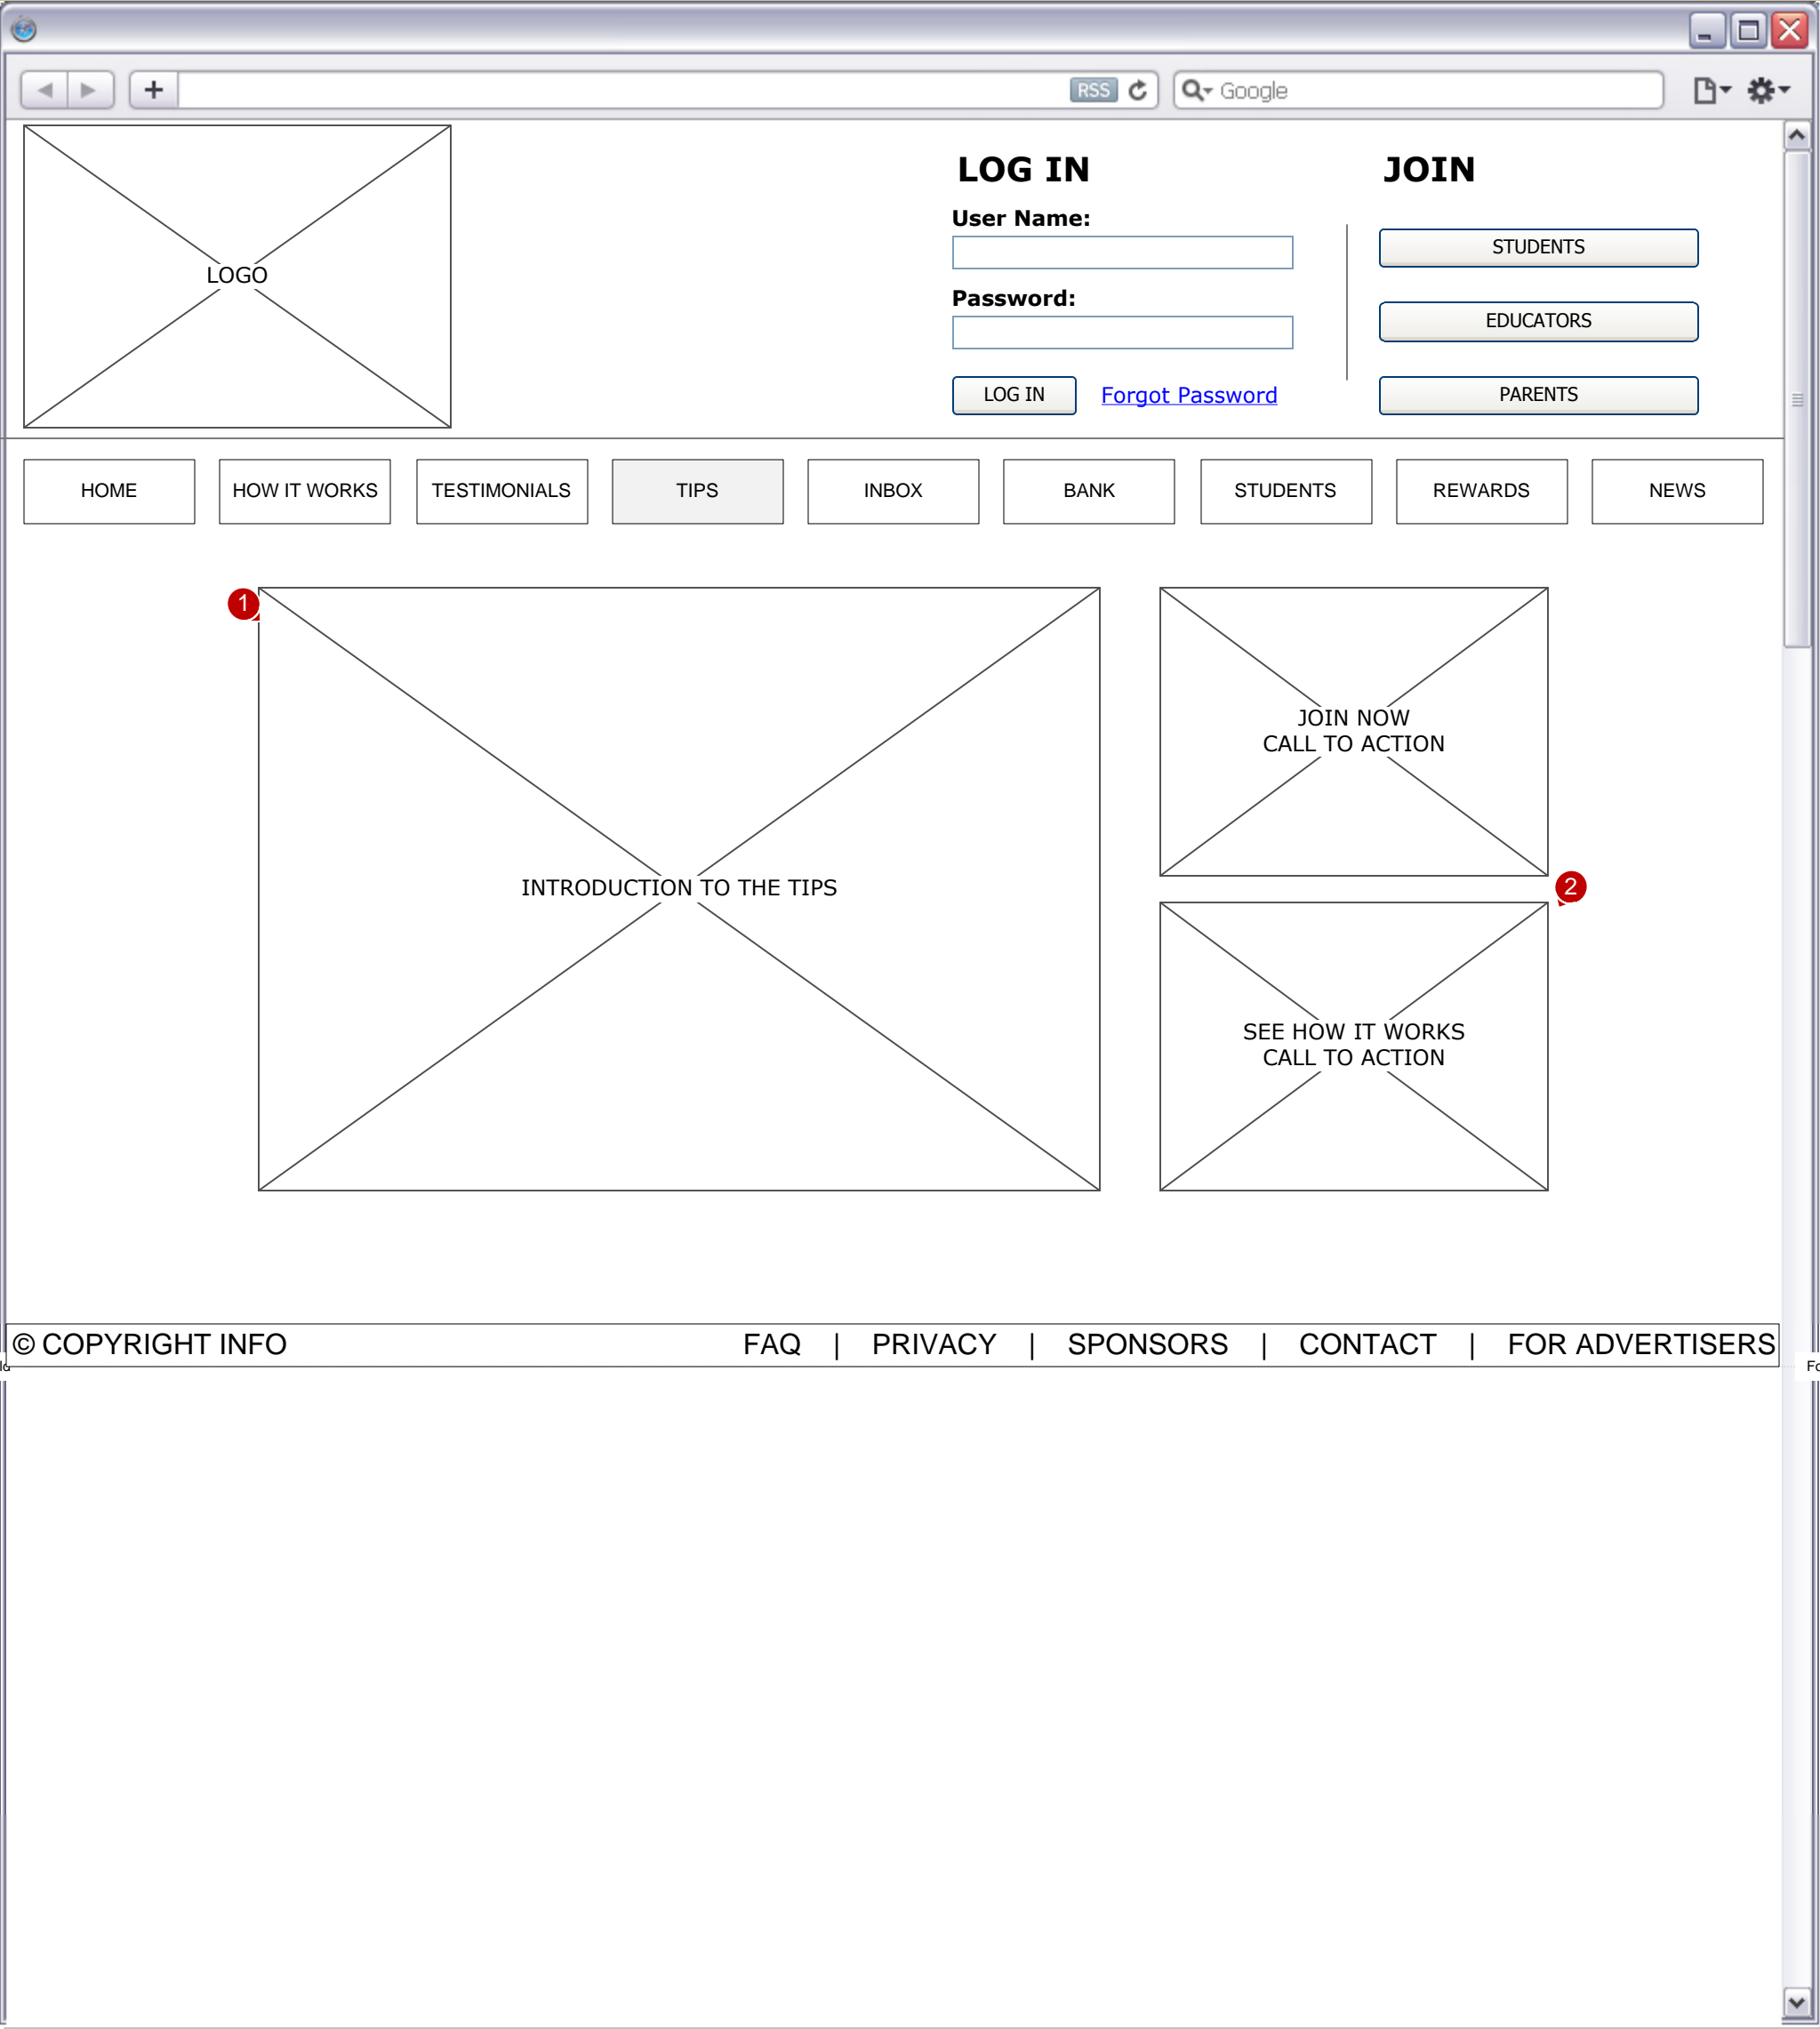 RSS
Google
LOGO
LOG IN
User Name:
Password:
LOG IN Forgot Password
JOIN
STUDENTS
EDUCATORS
PARENTS
HOME HOW IT WORKS TESTIMONIALS TIPS INBOX BANK STUDENTS REWARDS NEWS
1
INTRODUCTION TO THE TIPS
JOIN NOW
CALL TO ACTION
2
SEE HOW IT WORKS
CALL TO ACTION
© COPYRIGHT INFO FAQ | PRIVACY | SPONSORS | CONTACT | FOR ADVERTISERS